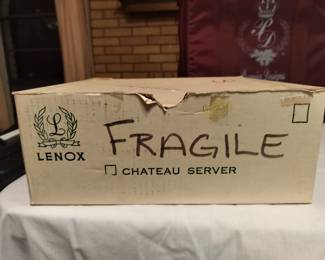 L
LENOX
FRAGILE
CHATEAU SERVER